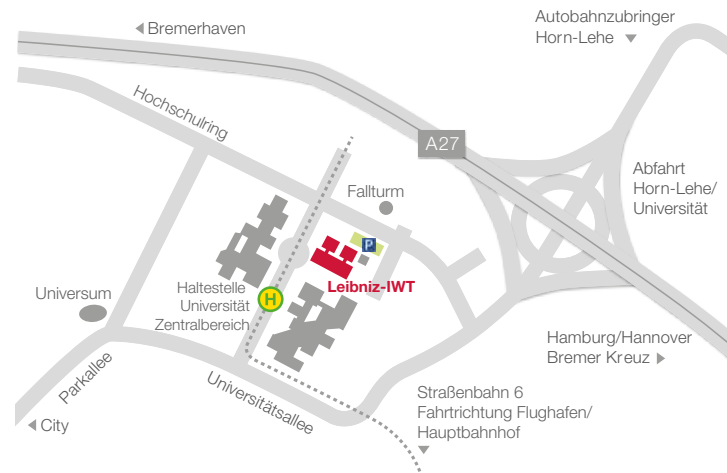 Bremerhaven
Autobahnzubringer
Horn-Lehe
Hochschulring
A27
Abfahrt
Horn-Lehe/
Universität
Fallturm
P
Leibniz-IWT
Haltestelle
Universität
Zentralbereich
H
Universum
Hamburg/Hannover
Bremer Kreuz
Parkallee
Universitätsallee
Straßenbahn 6
Fahrtrichtung Flughafen/
Hauptbahnhof
City